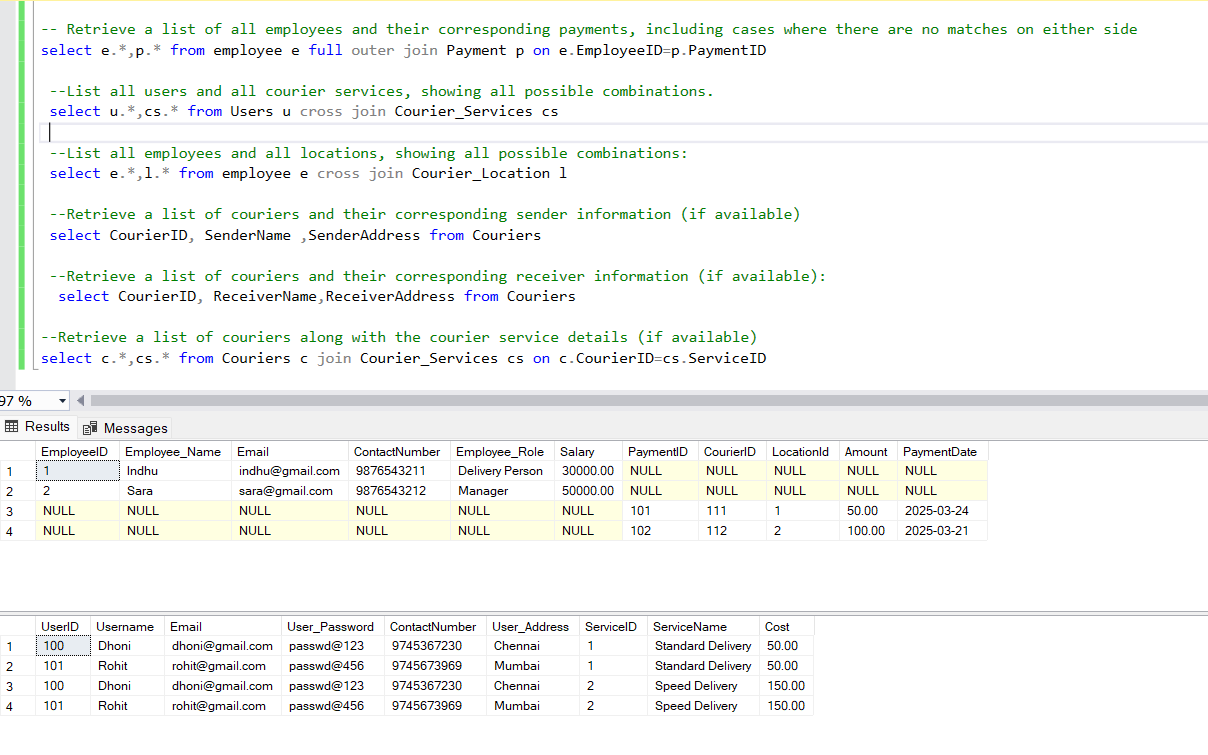 -- Retrieve a list of all employees and their corresponding payments, including cases where there are no matches on either side
select e.*,p.* from employee e full outer join Payment p on e.EmployeeID=p.PaymentID
--List all users and all courier services, showing all possible combinations.
select u.*,cs.* from Users u cross join Courier_Services cs
--List all employees and all locations, showing all possible combinations:
select e.*,l.* from employee e cross join Courier_Location l
--Retrieve a list of couriers and their corresponding sender information (if available)
select CourierID, SenderName ,SenderAddress from Couriers
--Retrieve a list of couriers and their corresponding receiver information (if available):
select CourierID, ReceiverName,ReceiverAddress from Couriers
--Retrieve a list of couriers along with the courier service details (if available)
select c.*,cs.* from Couriers c join Courier_Services cs on c.CourierID=cs.ServiceID
97 %
Results Messages
EmployeeID Employee_Name Email ContactNumber Employee_Role Salary PaymentID CourierID LocationId Amount PaymentDate
1 1 Indhu indhu@gmail.com 9876543211 Delivery Person 30000.00 NULL NULL NULL NULL NULL
2 2 Sara sara@gmail.com 9876543212 Manager 50000.00 NULL NULL NULL NULL NULL
3 NULL NULL NULL NULL NULL NULL 101 111 1 50.00 2025-03-24
4 NULL NULL NULL NULL NULL NULL 102 112 2 100.00 2025-03-21
UserID Username Email User_Password ContactNumber User_Address ServiceID ServiceName Cost
1 100 Dhoni dhoni@gmail.com passwd@123 9745367230 Chennai 1 Standard Delivery 50.00
2 101 Rohit rohit@gmail.com passwd@456 9745673969 Mumbai 1 Standard Delivery 50.00
3 100 Dhoni dhoni@gmail.com passwd@123 9745367230 Chennai 2 Speed Delivery 150.00
4 101 Rohit rohit@gmail.com passwd@456 9745673969 Mumbai 2 Speed Delivery 150.00